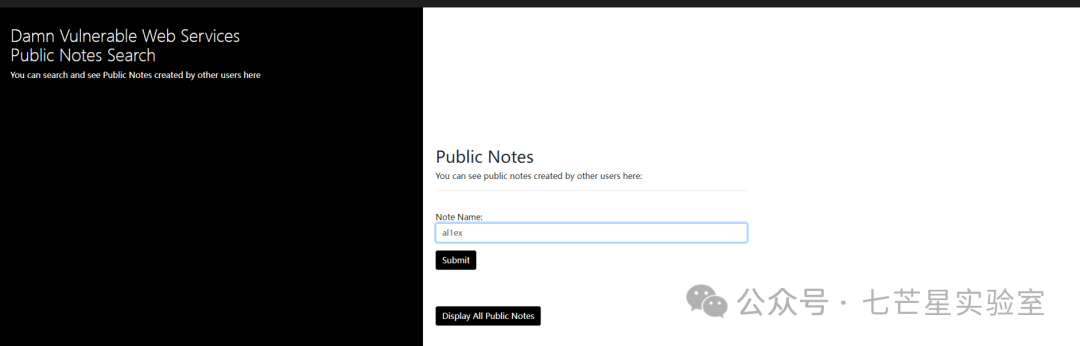 Damn Vulnerable Web Services
Public Notes Search
You can search and see Public Notes created by other users here
Public Notes
You can see public notes created by other users here:
Note Name:
al1ex
Submit
Display All Public Notes
公众号 · 七芒星实验室